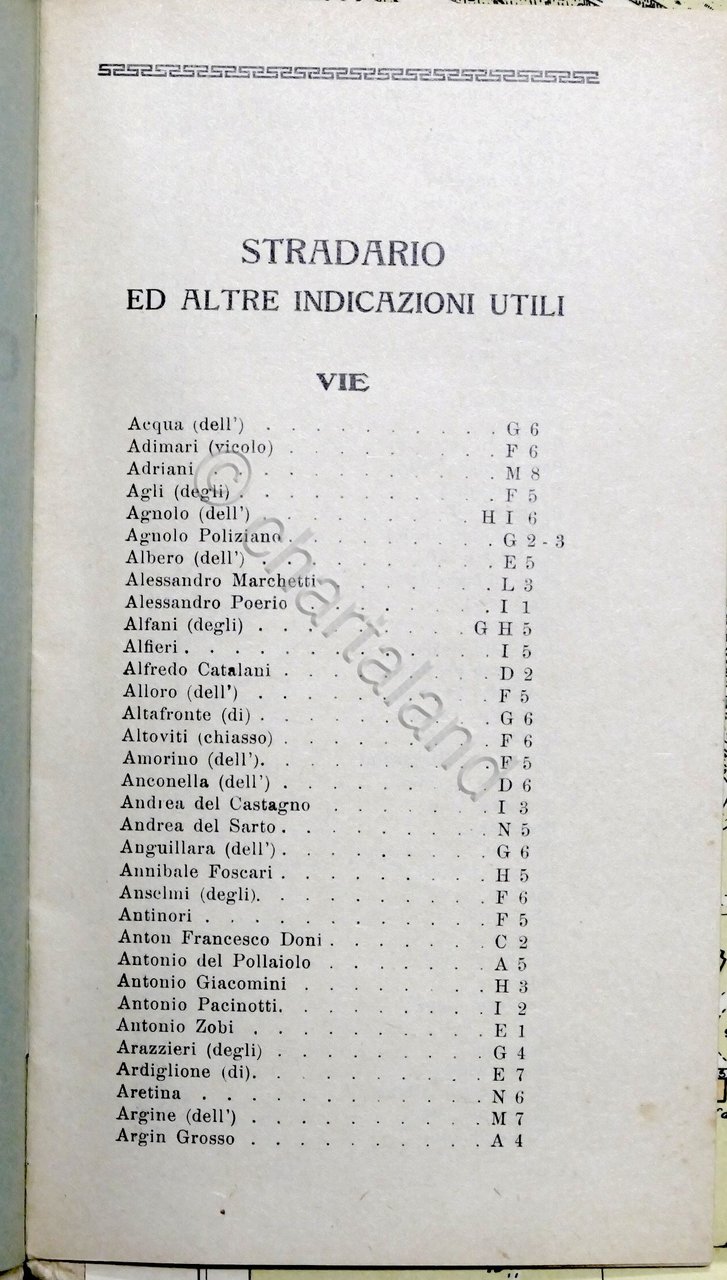 STRADARIO
ED ALTRE INDICAZIONI UTILI
VIE
Acqua (dell') . . . . . . . . . . . G 6
Adimari (vicolo) . . . . . . . . . . F 6
Adriani . . . . . . . . . . . . M 8
Agli (degli) . . . . . . . . . . . . F 5
Agnolo (dell') . . . . . . . . . . H I 6
Agnolo Poliziano . . . . . . . . . . G 2-3
Albero (dell') . . . . . . . . . . . E 5
Alessandro Marchetti . . . . . . . L 3
Alessandro Poerio . . . . . . . . . I 1
Alfani (degli) . . . . . . . . . . G H 5
Alfieri . . . . . . . . . . . . . I 5
Alfredo Catalani . . . . . . . . . D 2
Alloro (dell') . . . . . . . . . . . F 5
Altafronte (di) . . . . . . . . . . . G 6
Altoviti (chiasso) . . . . . . . . . F 6
Amorino (dell'). . . . . . . . . . . F 5
Anconella (dell') . . . . . . . . . . D 6
Andrea del Castagno . . . . . . . I 3
Andrea del Sarto . . . . . . . . . N 5
Anguillara (dell') . . . . . . . . . G 6
Annibale Foscari . . . . . . . . . H 5
Anselmi (degli). . . . . . . . . . F 6
Antinori . . . . . . . . . . . . F 5
Anton Francesco Doni . . . . . . . C 2
Antonio del Pollaiolo . . . . . . . A 5
Antonio Giacomini . . . . . . . . H 3
Antonio Pacinotti. . . . . . . . . I 2
Antonio Zobi . . . . . . . . . . E 1
Arazzieri (degli) . . . . . . . . . G 4
Ardiglione (di). . . . . . . . . . E 7
Aretina . . . . . . . . . . . . N 6
Argine (dell') . . . . . . . . . . M 7
Argin Grosso . . . . . . . . . . A 4
© chartaland